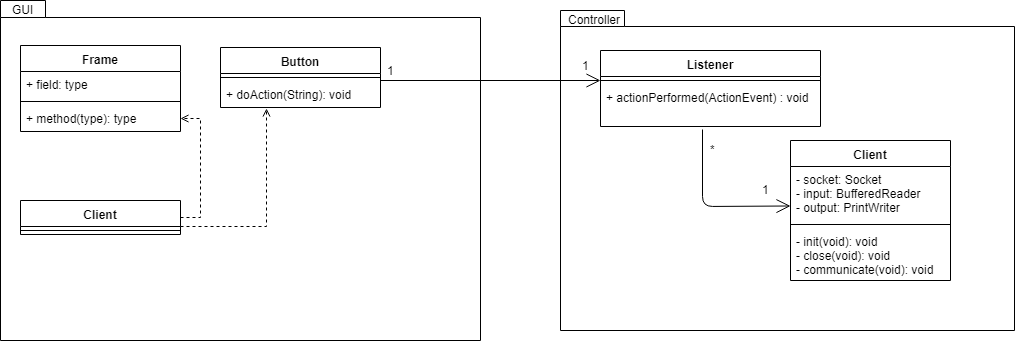 GUI
Frame
+ field: type
+ method(type): type
Button
+ doAction(String): void
Client
1
1
Controller
Listener
+ actionPerformed(ActionEvent) : void
*
1
Client
- socket: Socket
- input: BufferedReader
- output: PrintWriter
- init(void): void
- close(void): void
- communicate(void): void